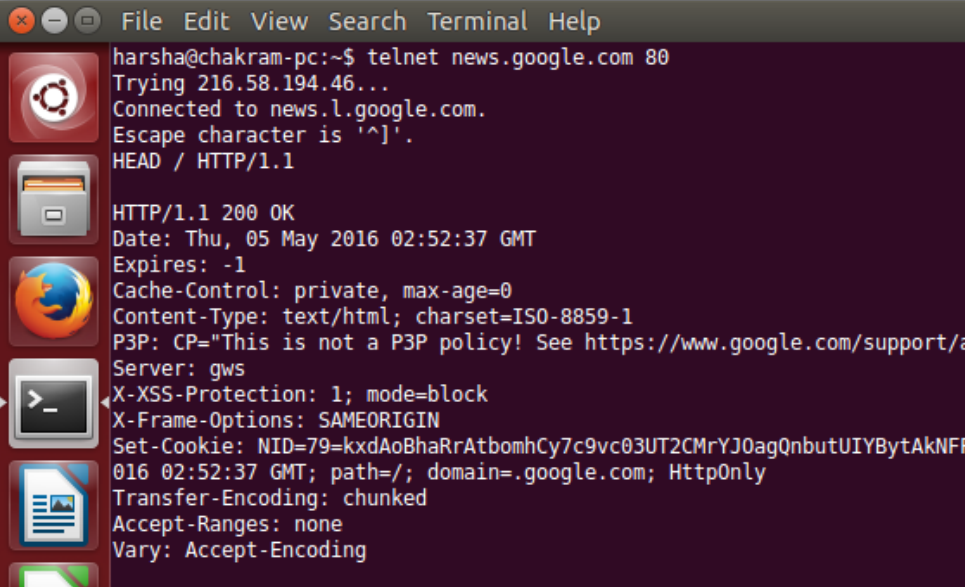 File Edit View Search Terminal Help
harsha@chakram-pc:~$ telnet news.google.com 80
Trying 216.58.194.46...
Connected to news.l.google.com.
Escape character is '^]'.
HEAD / HTTP/1.1
HTTP/1.1 200 OK
Date: Thu, 05 May 2016 02:52:37 GMT
Expires: -1
Cache-Control: private, max-age=0
Content-Type: text/html; charset=ISO-8859-1
P3P: CP="This is not a P3P policy! See https://www.google.com/support/a
Server: gws
X-XSS-Protection: 1; mode=block
X-Frame-Options: SAMEORIGIN
Set-Cookie: NID=79=kxdAoBhaRrAtbomhCy7c9vc03UT2CMrYJOagQnbutUIYBytAkNFF
016 02:52:37 GMT; path=/; domain=.google.com; HttpOnly
Transfer-Encoding: chunked
Accept-Ranges: none
Vary: Accept-Encoding